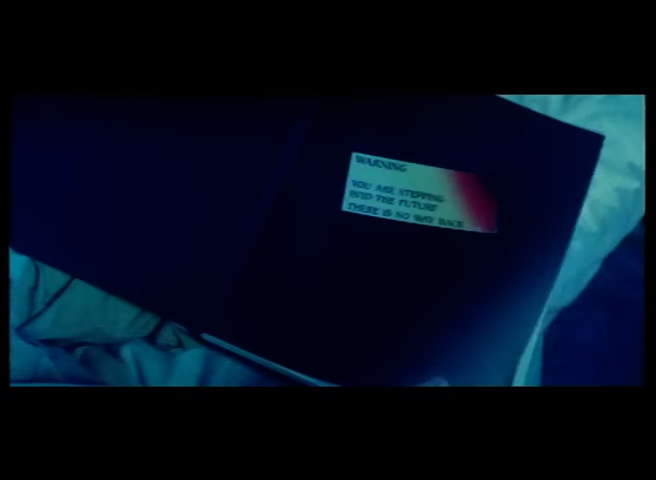 WARNING
YOU ARE STEPPING
INTO THE FUTURE
THERE IS NO WAY BACK